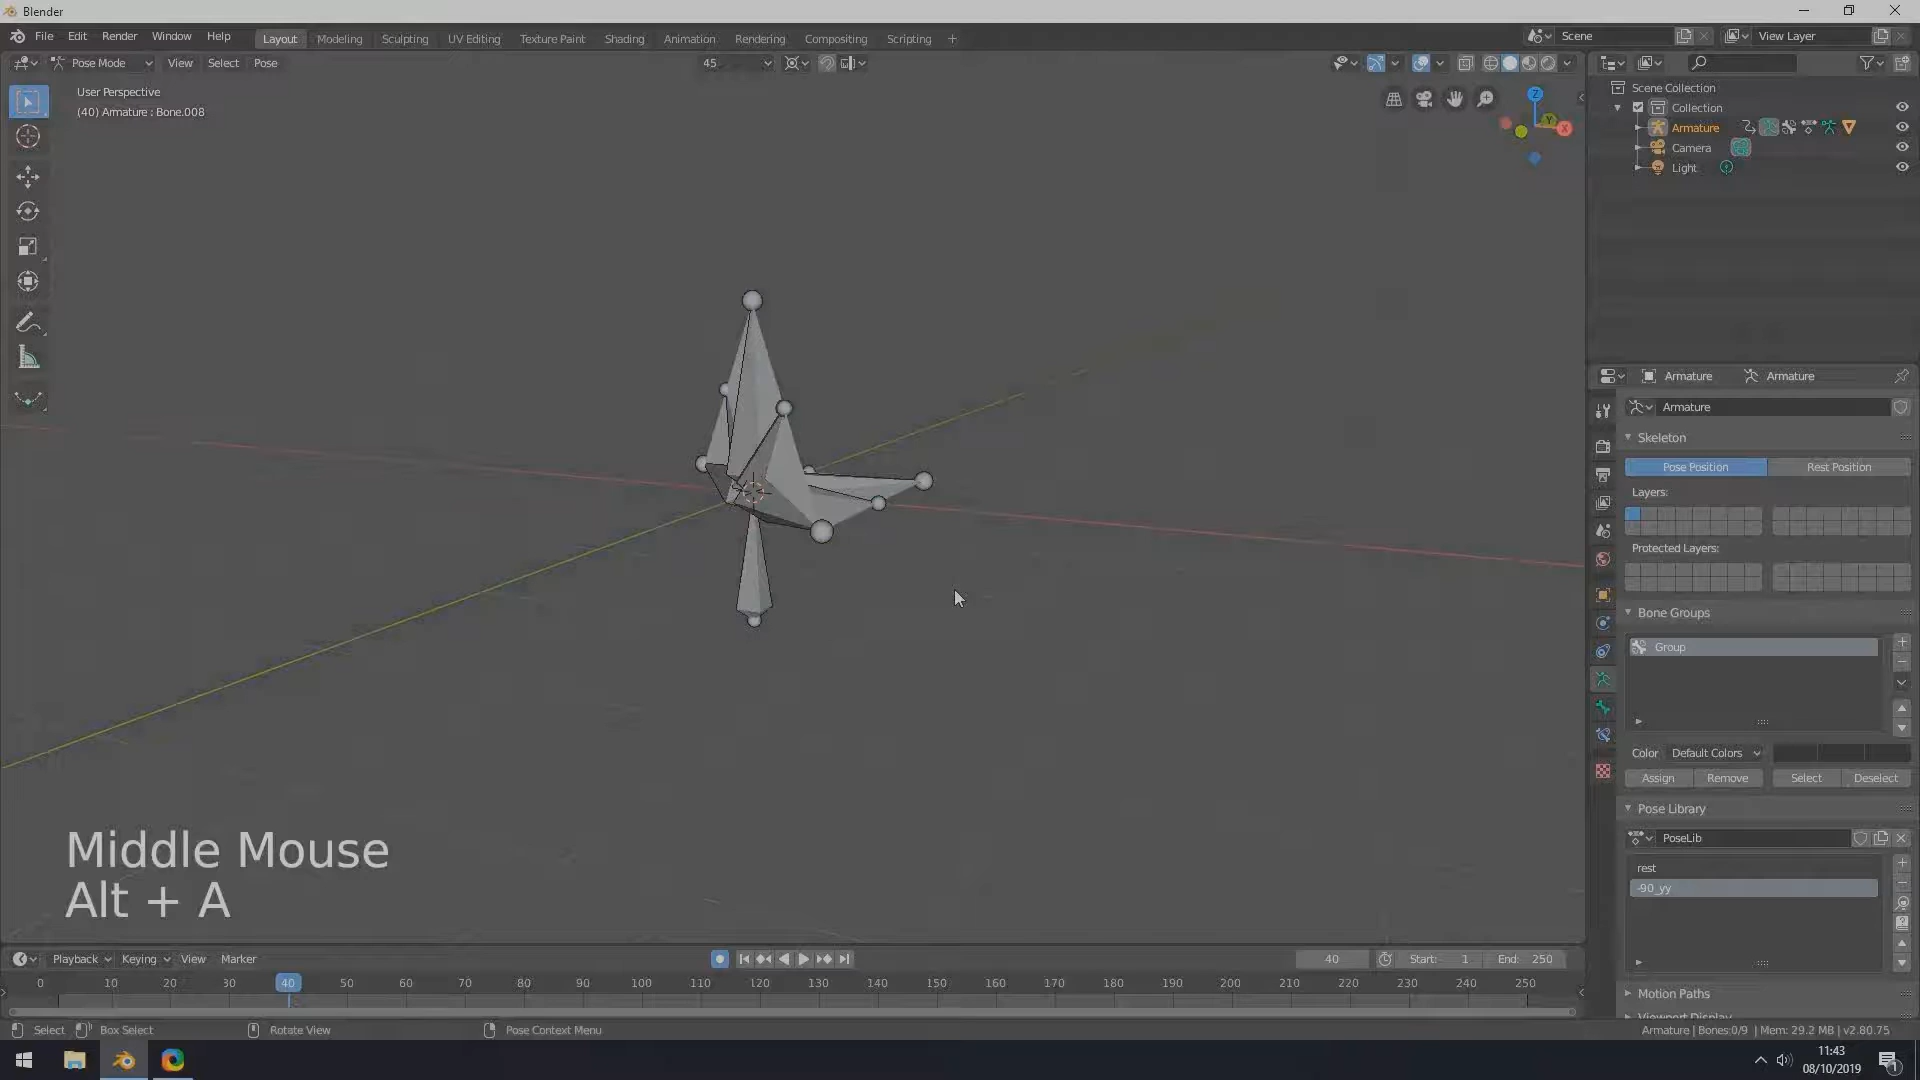 Blender
File Edit Render Window Help
Layout Modeling Sculpting UV Editing Texture Paint Shading Animation Rendering Compositing Scripting +
Scene
View Layer
Pose Mode View Select Pose
45
User Perspective
(40) Armature : Bone.008
Z
Y
X
Scene Collection
Collection
Armature
Camera
Light
Armature Armature
Armature
Skeleton
Pose Position Rest Position
Layers:
Protected Layers:
Bone Groups
Group
Color Default Colors
Assign Remove Select Deselect
Pose Library
PoseLib
rest
-90_yy
Motion Paths
Viewport Display
Middle Mouse
Alt + A
Playback Keying View Marker
40 Start: 1 End: 250
0 10 20 30 40 50 60 70 80 90 100 110 120 130 140 150 160 170 180 190 200 210 220 230 240 250
Select Box Select Rotate View Pose Context Menu
Armature | Bones:0/9 | Mem: 29.2 MB | v2.80.75
11:43
08/10/2019
1